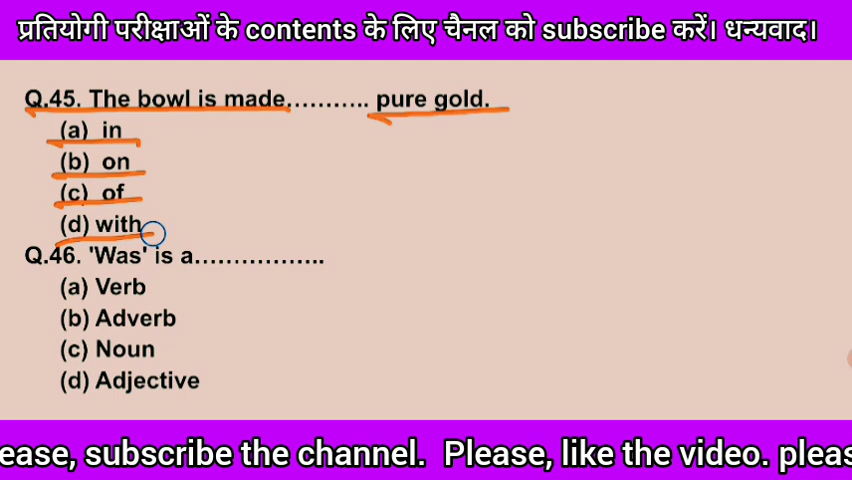 प्रतियोगी परीक्षाओं के contents के लिए चैनल को subscribe करें। धन्यवाद।
Q.45. The bowl is made……….. pure gold.
(a) in
(b) on
(c) of
(d) with
Q.46. 'Was' is a……………..
(a) Verb
(b) Adverb
(c) Noun
(d) Adjective
ease, subscribe the channel. Please, like the video. pleas